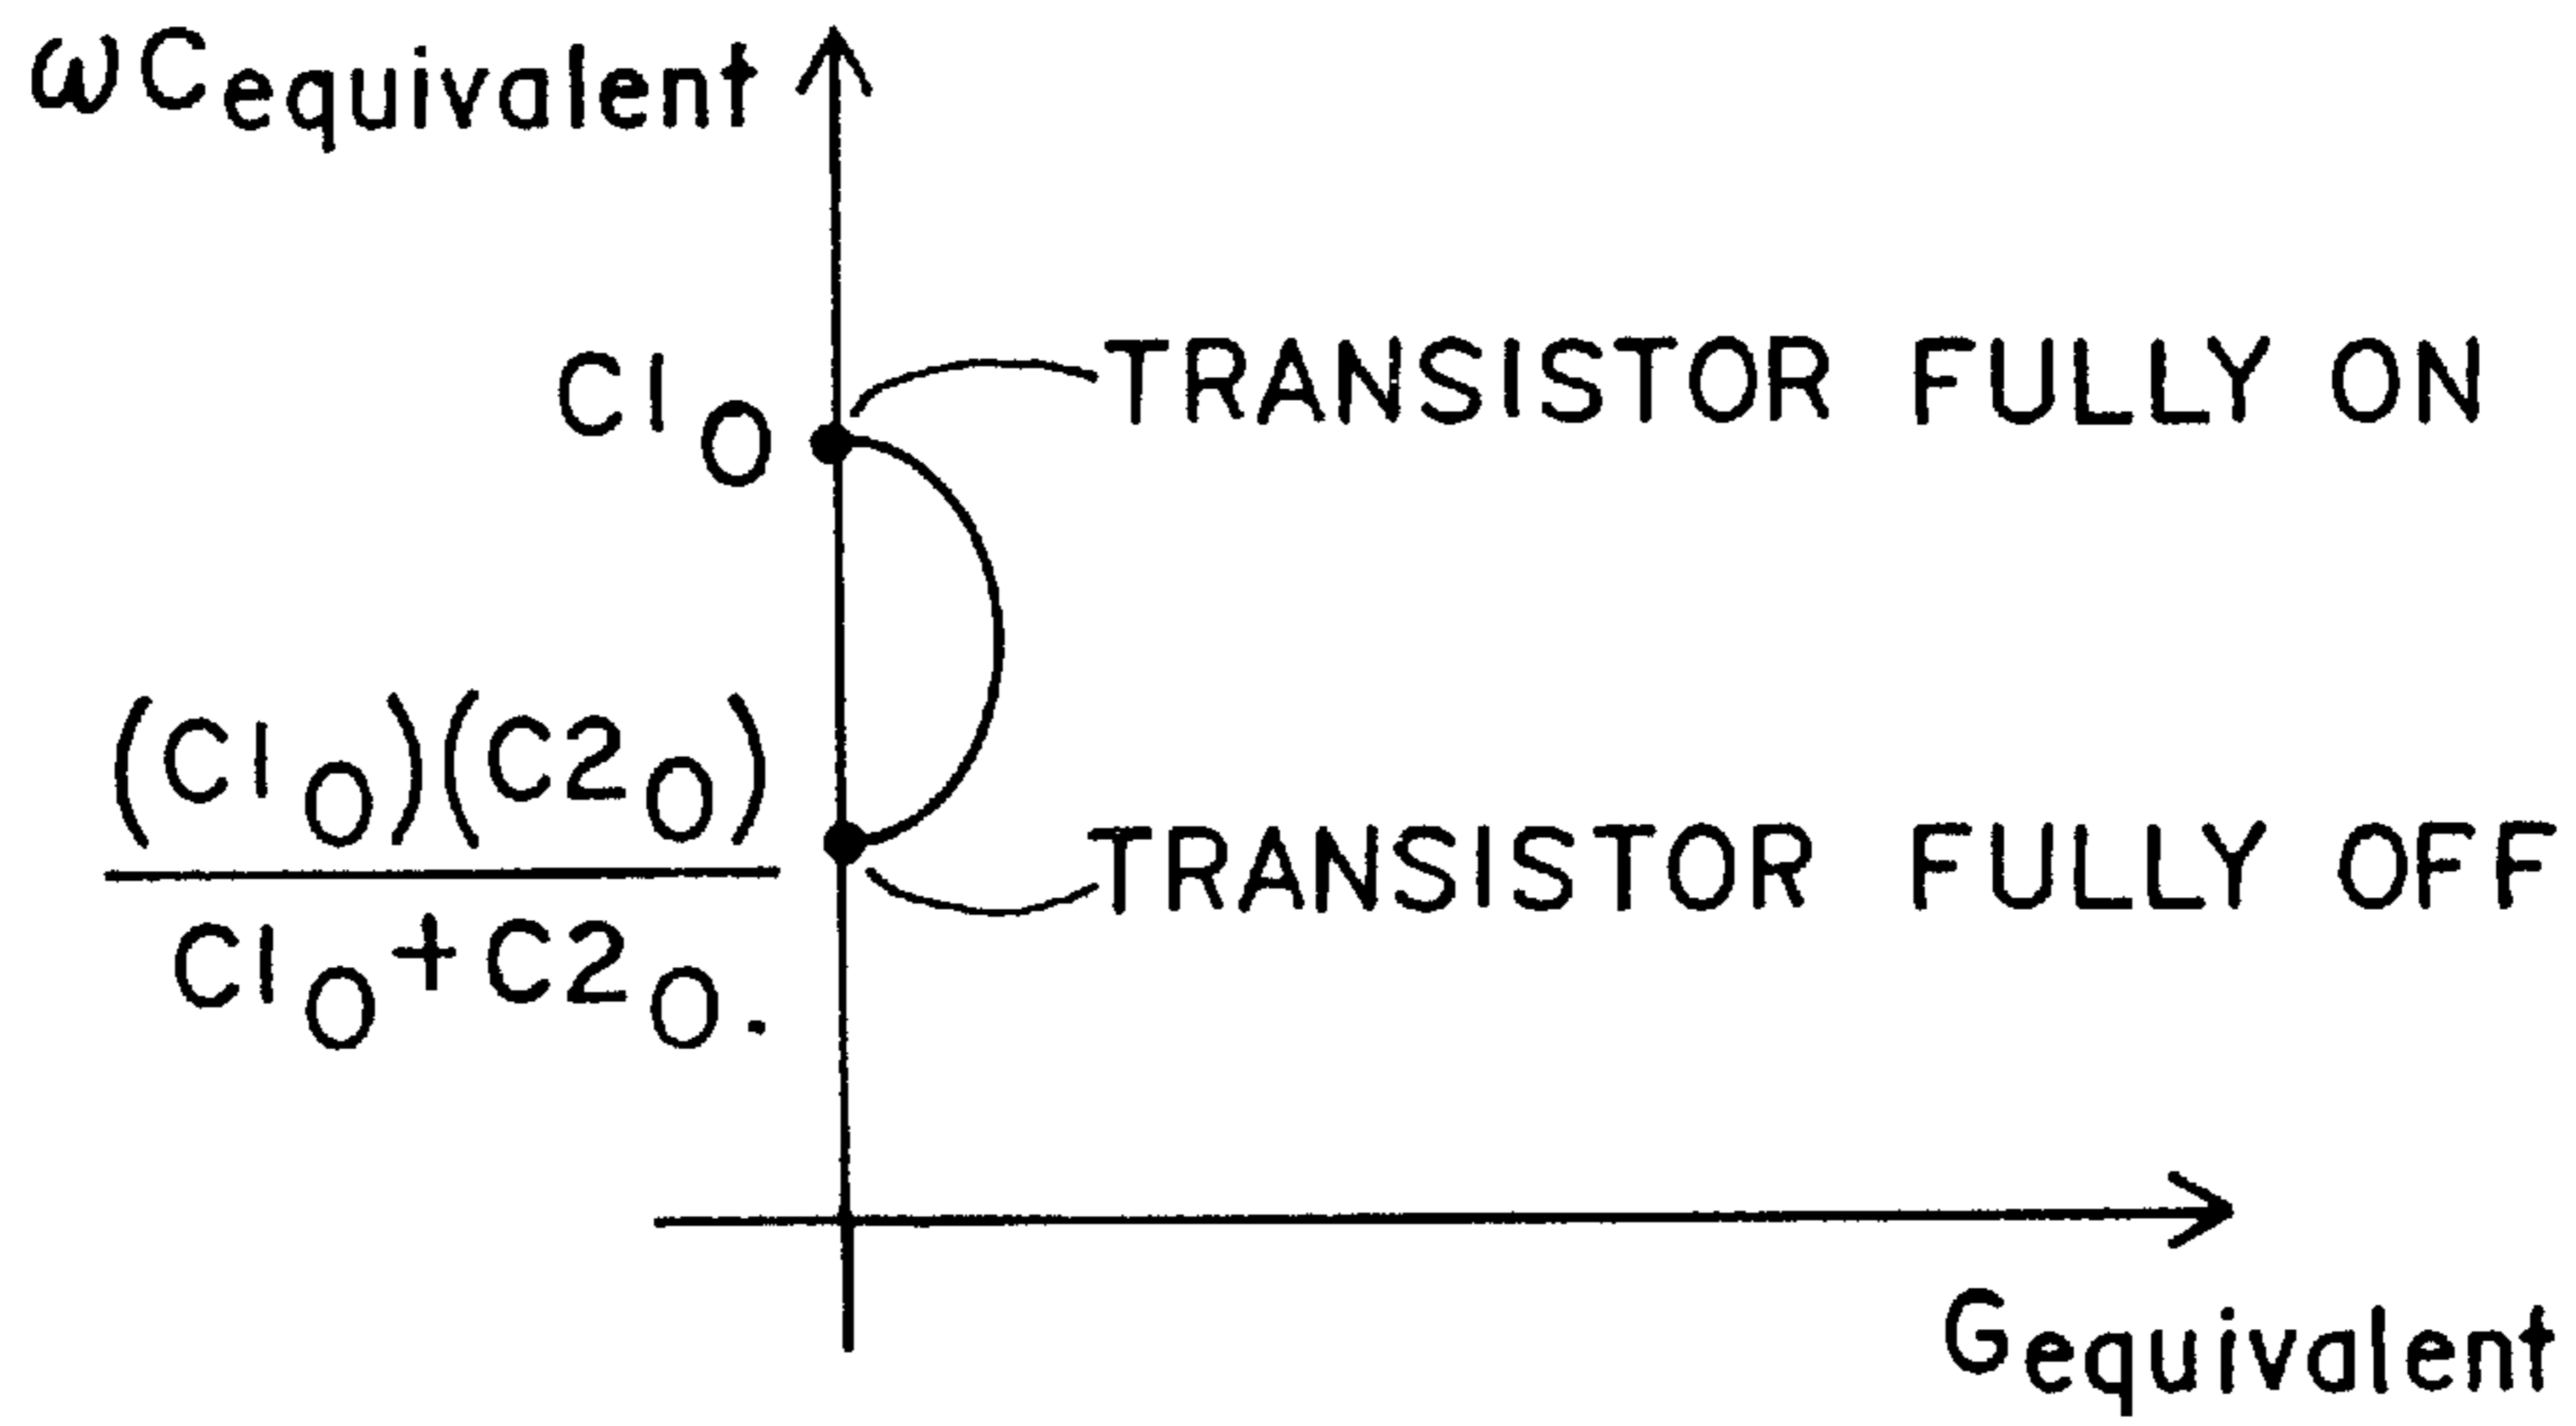 ωCequivalent
C1O
TRANSISTOR FULLY ON
(C1O)(C2O)
C1O+C2O.
TRANSISTOR FULLY OFF
Gequivalent